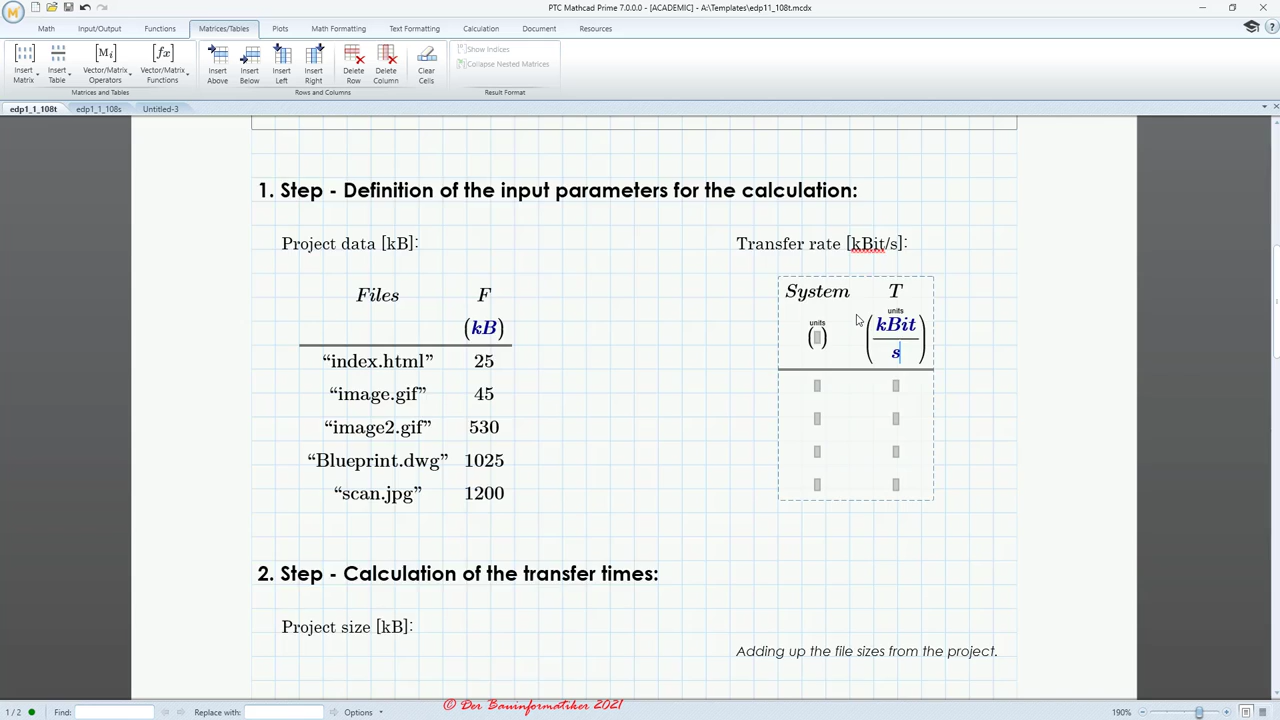 PTC Mathcad Prime 7.0.0.0 - [ACADEMIC] - A:\Templates\edp11_108t.mcdx
Math Input/Output Functions Matrices/Tables Plots Math Formatting Text Formatting Calculation Document Resources
Insert Matrix
Insert Table
Vector/Matrix Operators
Vector/Matrix Functions
Insert Above
Insert Below
Insert Left
Insert Right
Delete Row
Delete Column
Clear Cells
Show Indices
Collapse Nested Matrices
Matrices and Tables
Rows and Columns
Result Format
edp1_1_108t edp1_1_108s Untitled-3
1. Step - Definition of the input parameters for the calculation:
Project data [kB]:
Transfer rate [kBit/s]:
Files F
(kB)
"index.html" 25
"image.gif" 45
"image2.gif" 530
"Blueprint.dwg" 1025
"scan.jpg" 1200
System T
units units
( ) (kBit/s)
2. Step - Calculation of the transfer times:
Project size [kB]:
Adding up the file sizes from the project.
© Der Bauinformatiker 2021
1 / 2 Find: Replace with: Options 190%